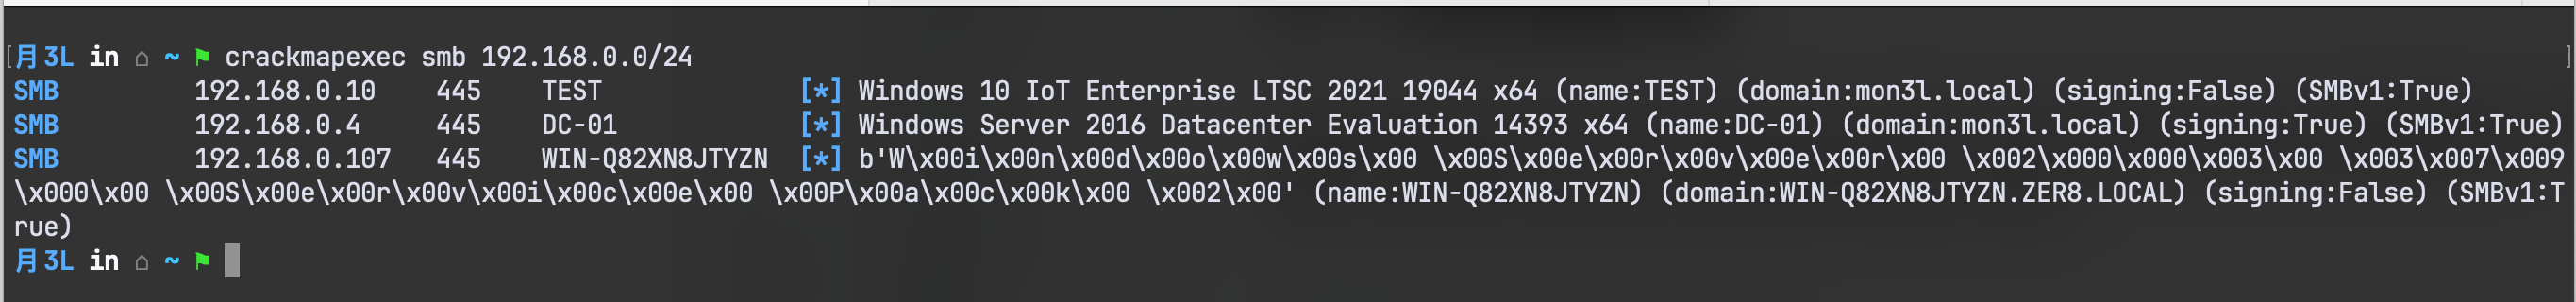 [月3L in ⌂ ~ ⚑ crackmapexec smb 192.168.0.0/24 ]
SMB         192.168.0.10    445    TEST             [*] Windows 10 IoT Enterprise LTSC 2021 19044 x64 (name:TEST) (domain:mon3l.local) (signing:False) (SMBv1:True)
SMB         192.168.0.4     445    DC-01            [*] Windows Server 2016 Datacenter Evaluation 14393 x64 (name:DC-01) (domain:mon3l.local) (signing:True) (SMBv1:True)
SMB         192.168.0.107   445    WIN-Q82XN8JTYZN  [*] b'W\x00i\x00n\x00d\x00o\x00w\x00s\x00 \x00S\x00e\x00r\x00v\x00e\x00r\x00 \x002\x000\x000\x003\x00 \x003\x007\x009
\x000\x00 \x00S\x00e\x00r\x00v\x00i\x00c\x00e\x00 \x00P\x00a\x00c\x00k\x00 \x002\x00' (name:WIN-Q82XN8JTYZN) (domain:WIN-Q82XN8JTYZN.ZER8.LOCAL) (signing:False) (SMBv1:T
rue)
月3L in ⌂ ~ ⚑